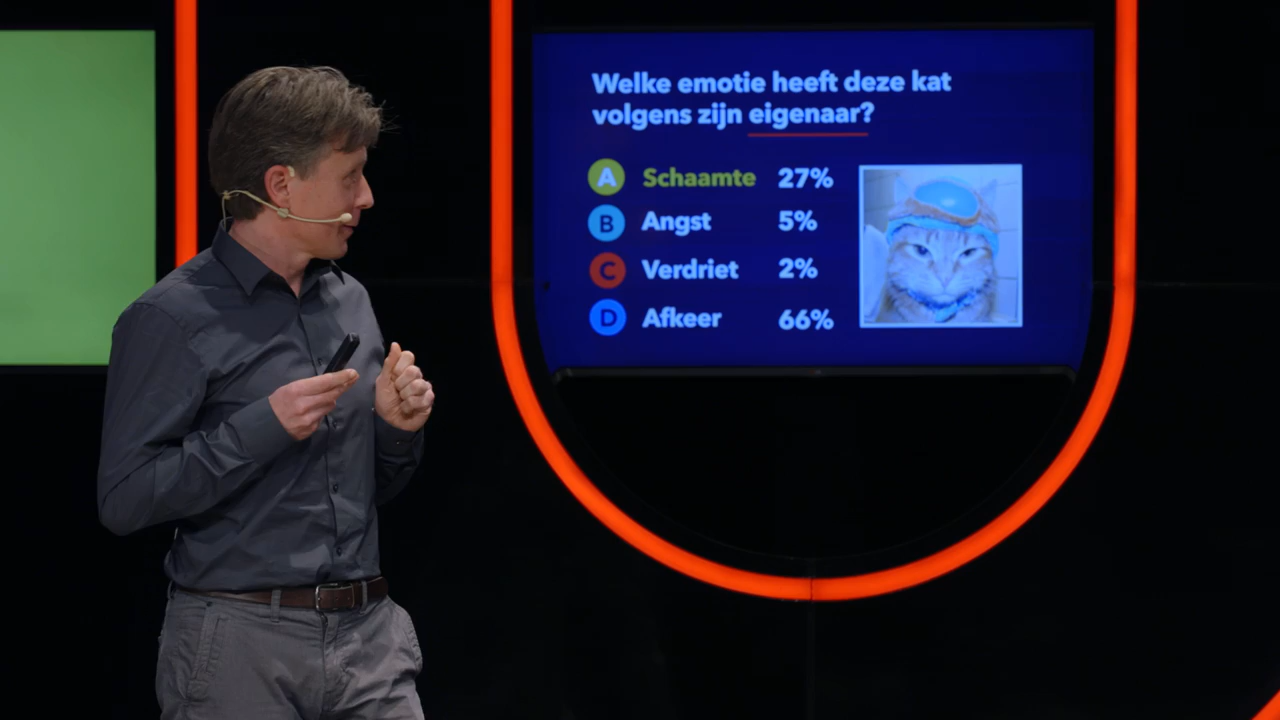 Welke emotie heeft deze kat
volgens zijn eigenaar?
A Schaamte 27%
B Angst 5%
C Verdriet 2%
D Afkeer 66%